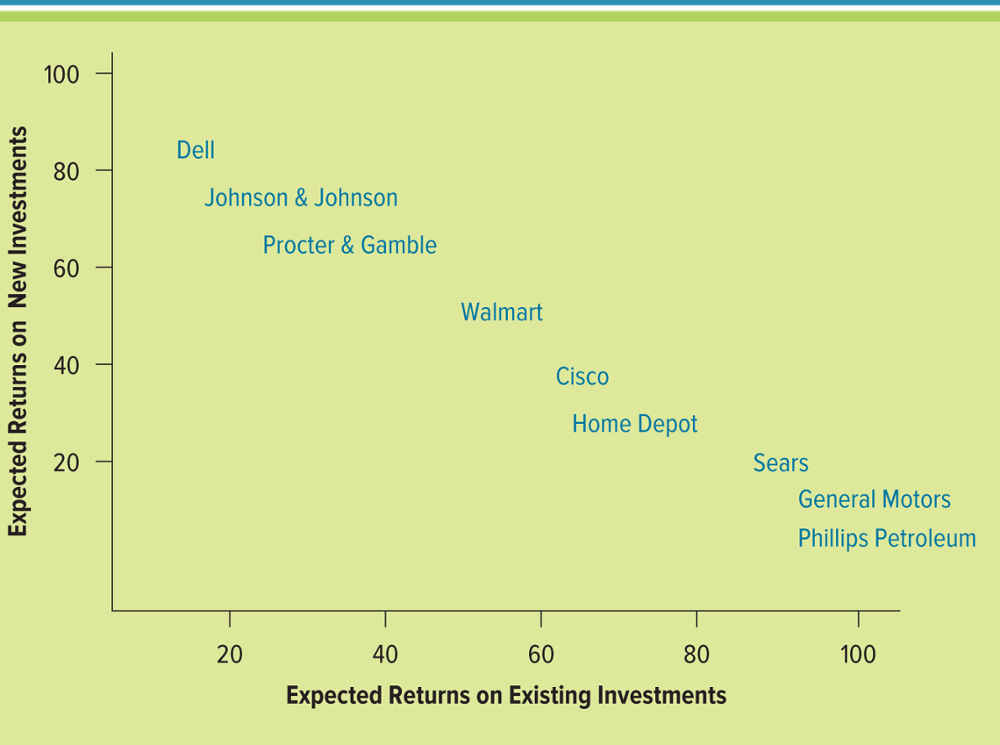 Expected Returns on New Investments
100
80
60
40
20
Dell
Johnson & Johnson
Procter & Gamble
Walmart
Cisco
Home Depot
Sears
General Motors
Phillips Petroleum
20 40 60 80 100
Expected Returns on Existing Investments